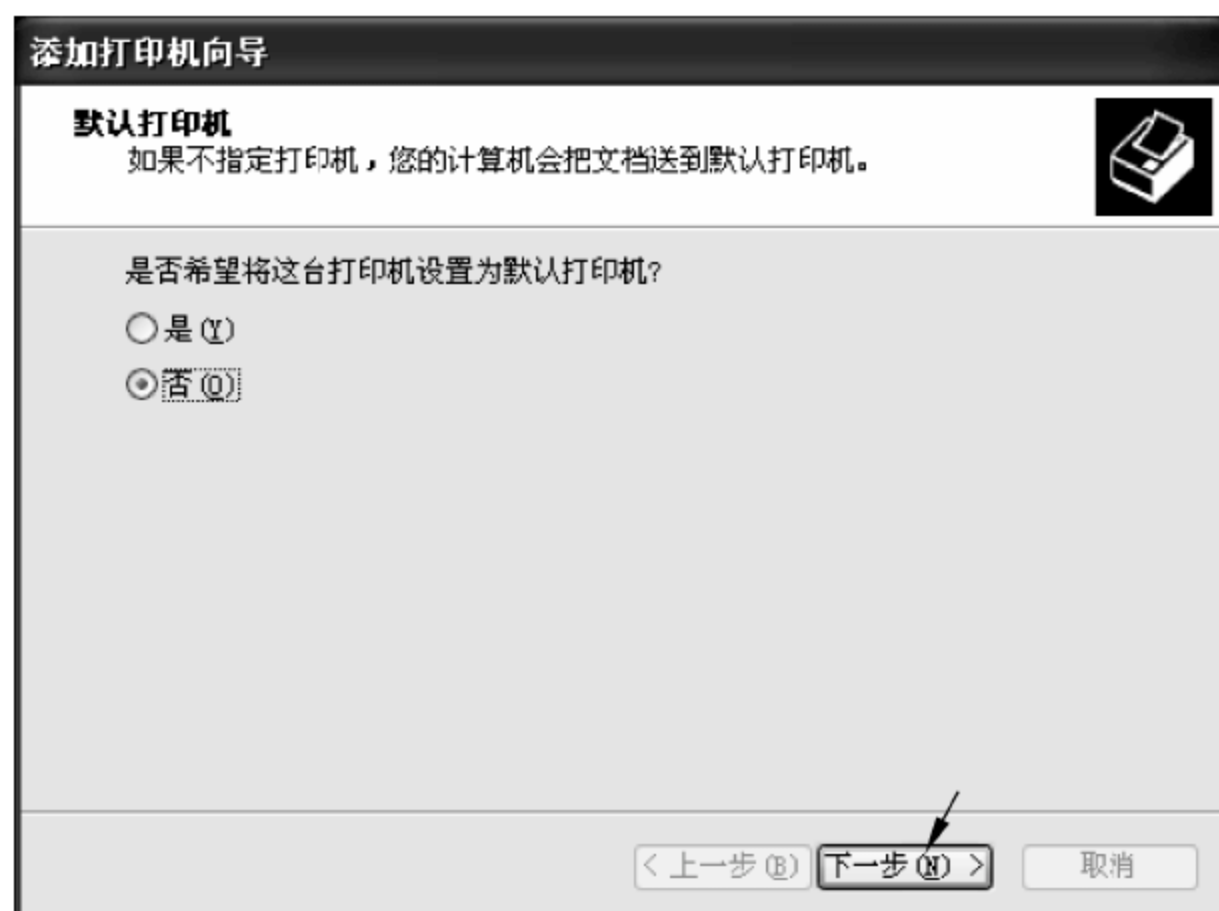 添加打印机向导
默认打印机
如果不指定打印机，您的计算机会把文档送到默认打印机。
是否希望将这台打印机设置为默认打印机?
是(Y)
否(O)
< 上一步(B) 下一步(N) > 取消